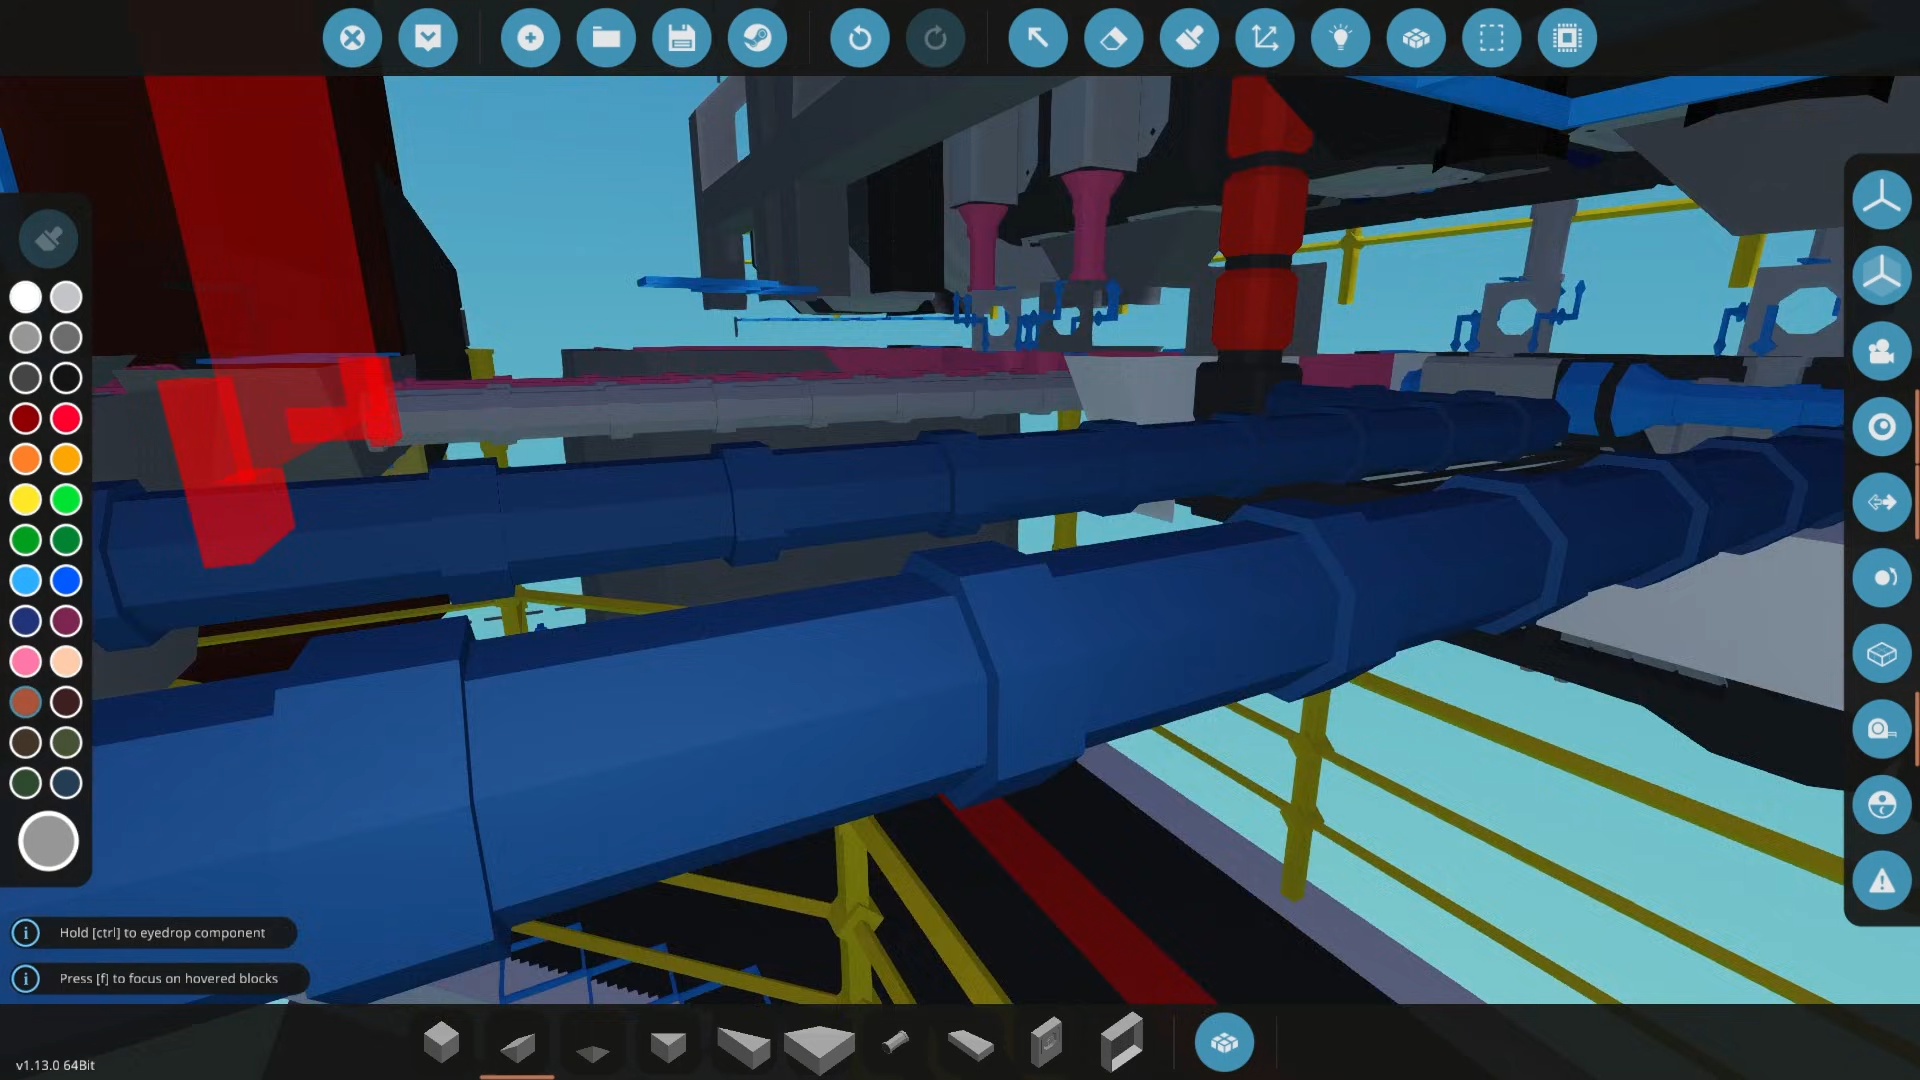 Hold [ctrl] to eyedrop component
Press [f] to focus on hovered blocks
v1.13.0 64Bit